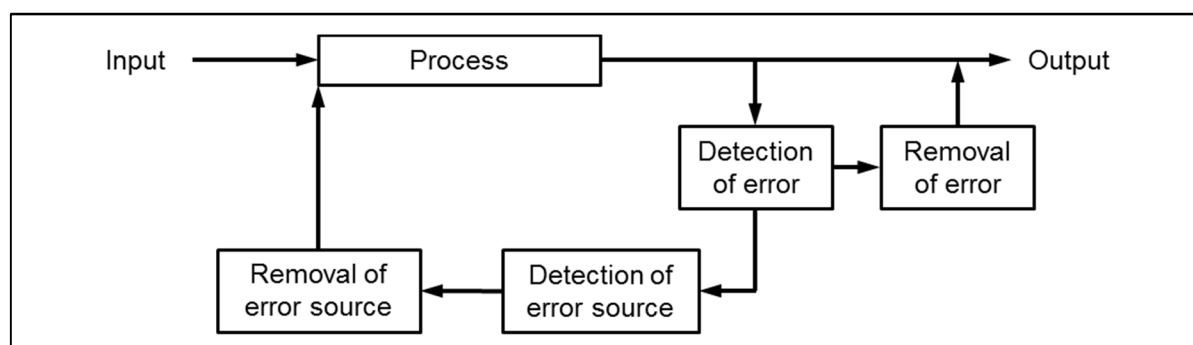 Input
Process
Output
Detection
of error
Removal
of error
Removal of
error source
Detection of
error source